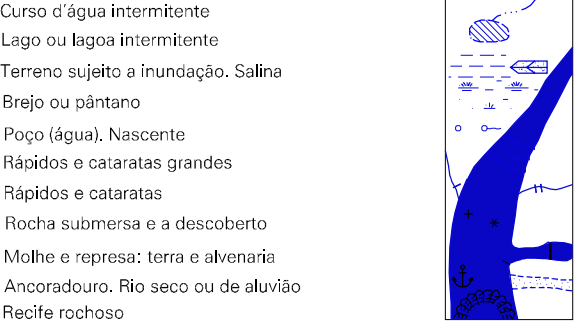 Curso d'água intermitente
Lago ou lagoa intermitente
Terreno sujeito a inundação. Salina
Brejo ou pântano
Poço (água). Nascente
Rápidos e cataratas grandes
Rápidos e cataratas
Rocha submersa e a descoberto
Molhe e represa: terra e alvenaria
Ancoradouro. Rio seco ou de aluvião
Recife rochoso